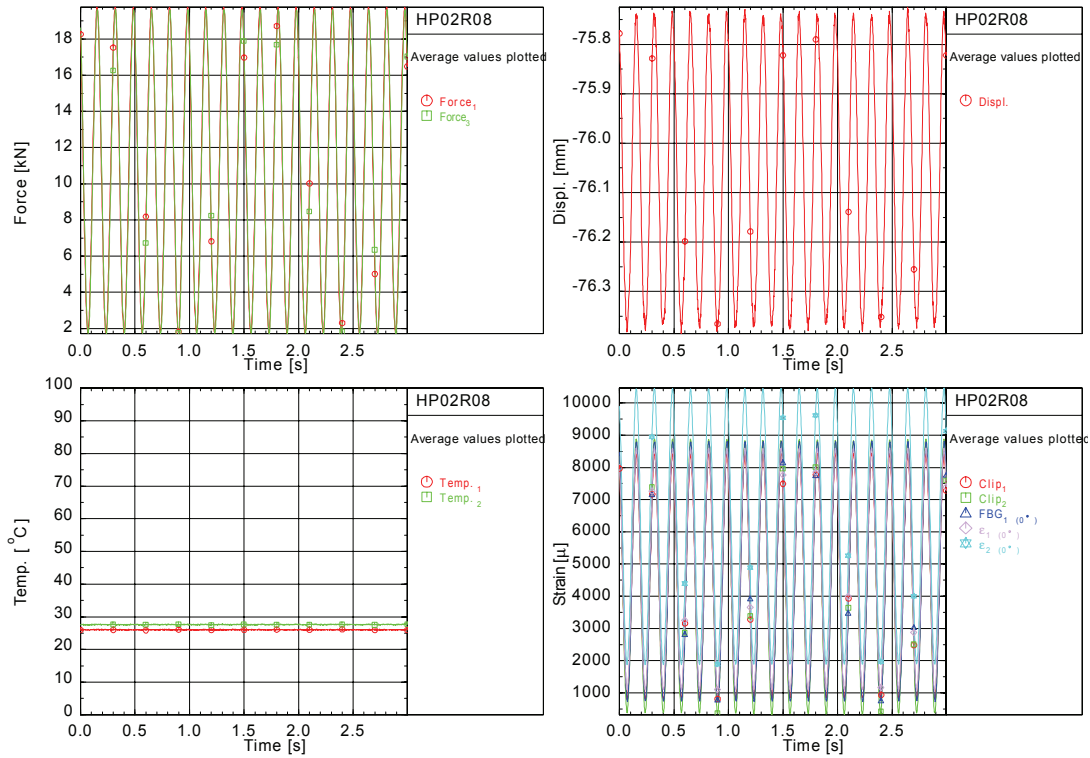 HP02R08
Average values plotted
Force1
Force3
Force [kN]
18
16
14
12
10
8
6
4
2
0.0 0.5 1.0 1.5 2.0 2.5
Time [s]
HP02R08
Average values plotted
Displ.
Displ. [mm]
-75.8
-75.9
-76.0
-76.1
-76.2
-76.3
0.0 0.5 1.0 1.5 2.0 2.5
Time [s]
HP02R08
Average values plotted
Temp. 1
Temp. 2
Temp. [ °C]
100
90
80
70
60
50
40
30
20
10
0
0.0 0.5 1.0 1.5 2.0 2.5
Time [s]
HP02R08
Average values plotted
Clip1
Clip2
FBG1 (0°)
ε1 (0°)
ε2 (0°)
Strain [μ]
10000
9000
8000
7000
6000
5000
4000
3000
2000
1000
0.0 0.5 1.0 1.5 2.0 2.5
Time [s]